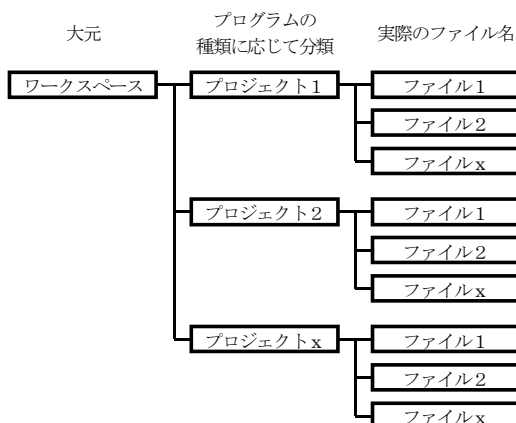 大元
プログラムの
種類に応じて分類
実際のファイル名
ワークスペース
プロジェクト1
ファイル1
ファイル2
ファイルx
プロジェクト2
ファイル1
ファイル2
ファイルx
プロジェクトx
ファイル1
ファイル2
ファイルx